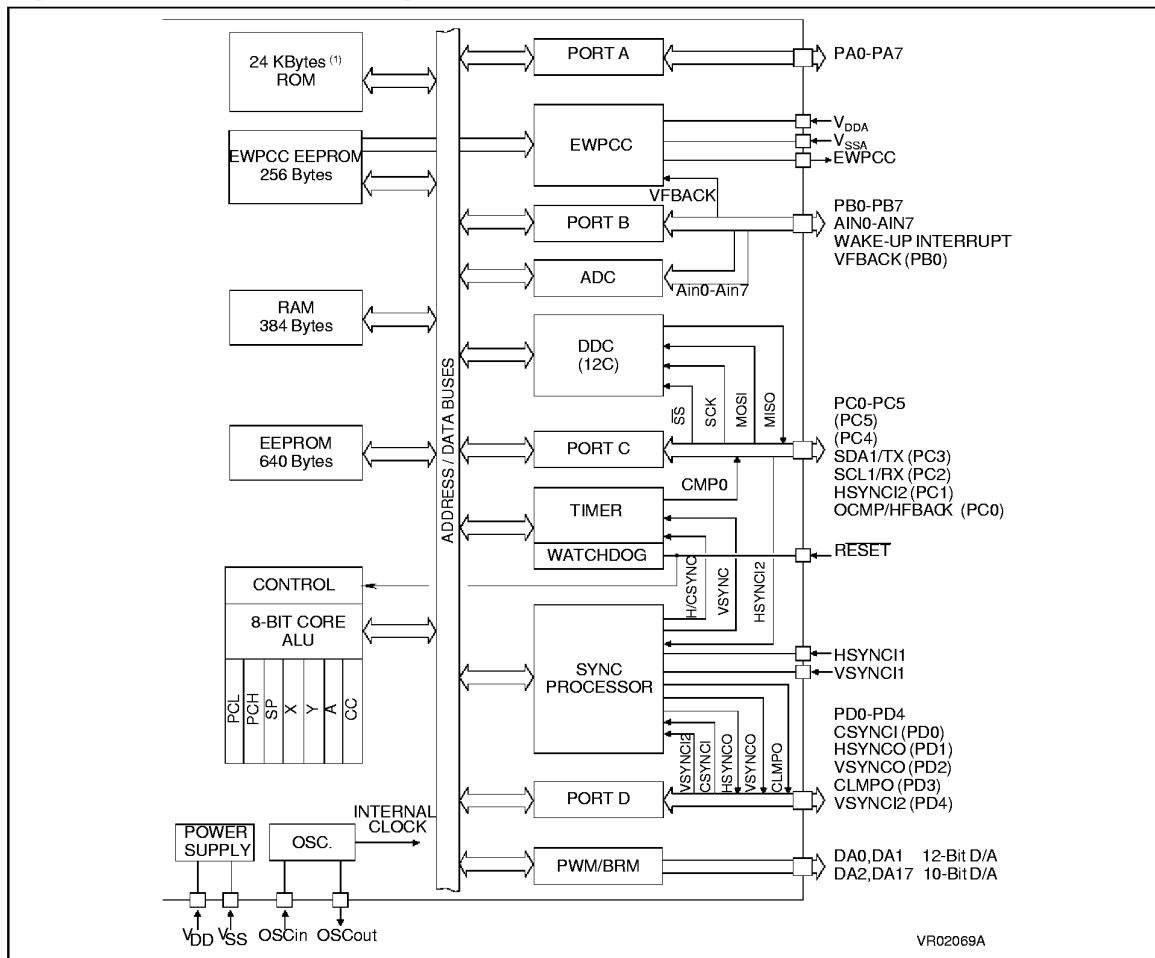 24 KBytes (1)
ROM
EWPCC EEPROM
256 Bytes
RAM
384 Bytes
EEPROM
640 Bytes
CONTROL
8-BIT CORE
ALU
PCL
PCH
SP
X
Y
A
CC
POWER
SUPPLY
OSC.
INTERNAL
CLOCK
VDD
VSS
OSCin
OSCout
ADDRESS / DATA BUSES
PORT A
EWPCC
VFBACK
PORT B
ADC
Ain0-Ain7
DDC
(12C)
SS
SCK
MOSI
MISO
PORT C
CMP0
TIMER
WATCHDOG
H/CSYNC
VSYNC
HSYNCI2
SYNC
PROCESSOR
VSYNCI2
CSYNCI
HSYNCO
VSYNCO
CLMPO
PORT D
PWM/BRM
PA0-PA7
VDDA
VSSA
EWPCC
PB0-PB7
AIN0-AIN7
WAKE-UP INTERRUPT
VFBACK (PB0)
PC0-PC5
(PC5)
(PC4)
SDA1/TX (PC3)
SCL1/RX (PC2)
HSYNCI2 (PC1)
OCMP/HFBACK (PC0)
RESET
HSYNCI1
VSYNCI1
PD0-PD4
CSYNCI (PD0)
HSYNCO (PD1)
VSYNCO (PD2)
CLMPO (PD3)
VSYNCI2 (PD4)
DA0,DA1 12-Bit D/A
DA2,DA17 10-Bit D/A
VR02069A